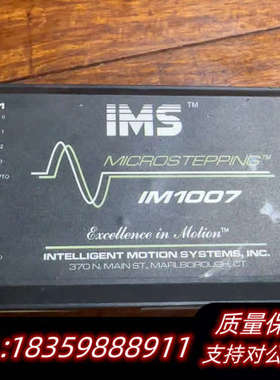 IMS™
MICROSTEPPING™
IM1007
Excellence in Motion™
INTELLIGENT MOTION SYSTEMS, INC.
370 N. MAIN ST., MARLBOROUGH, CT.
质量保
:18359888911
支持对公